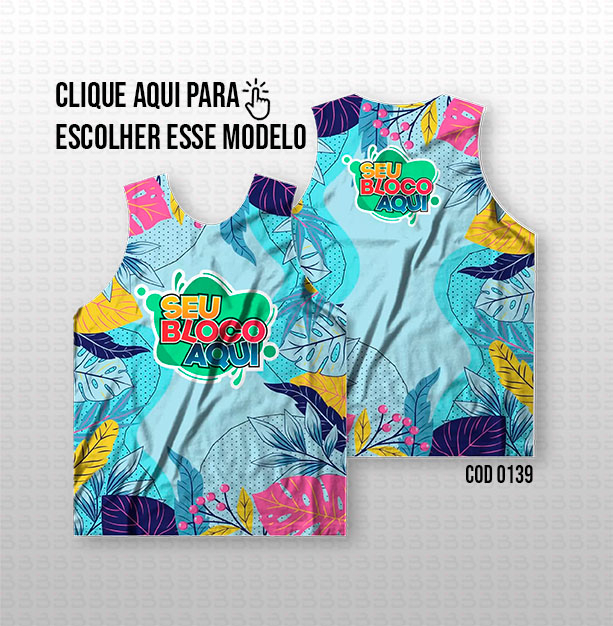 CLIQUE AQUI PARA
ESCOLHER ESSE MODELO
SEU
BLOCO
AQUI
SEU
BLOCO
AQUI
COD 0139